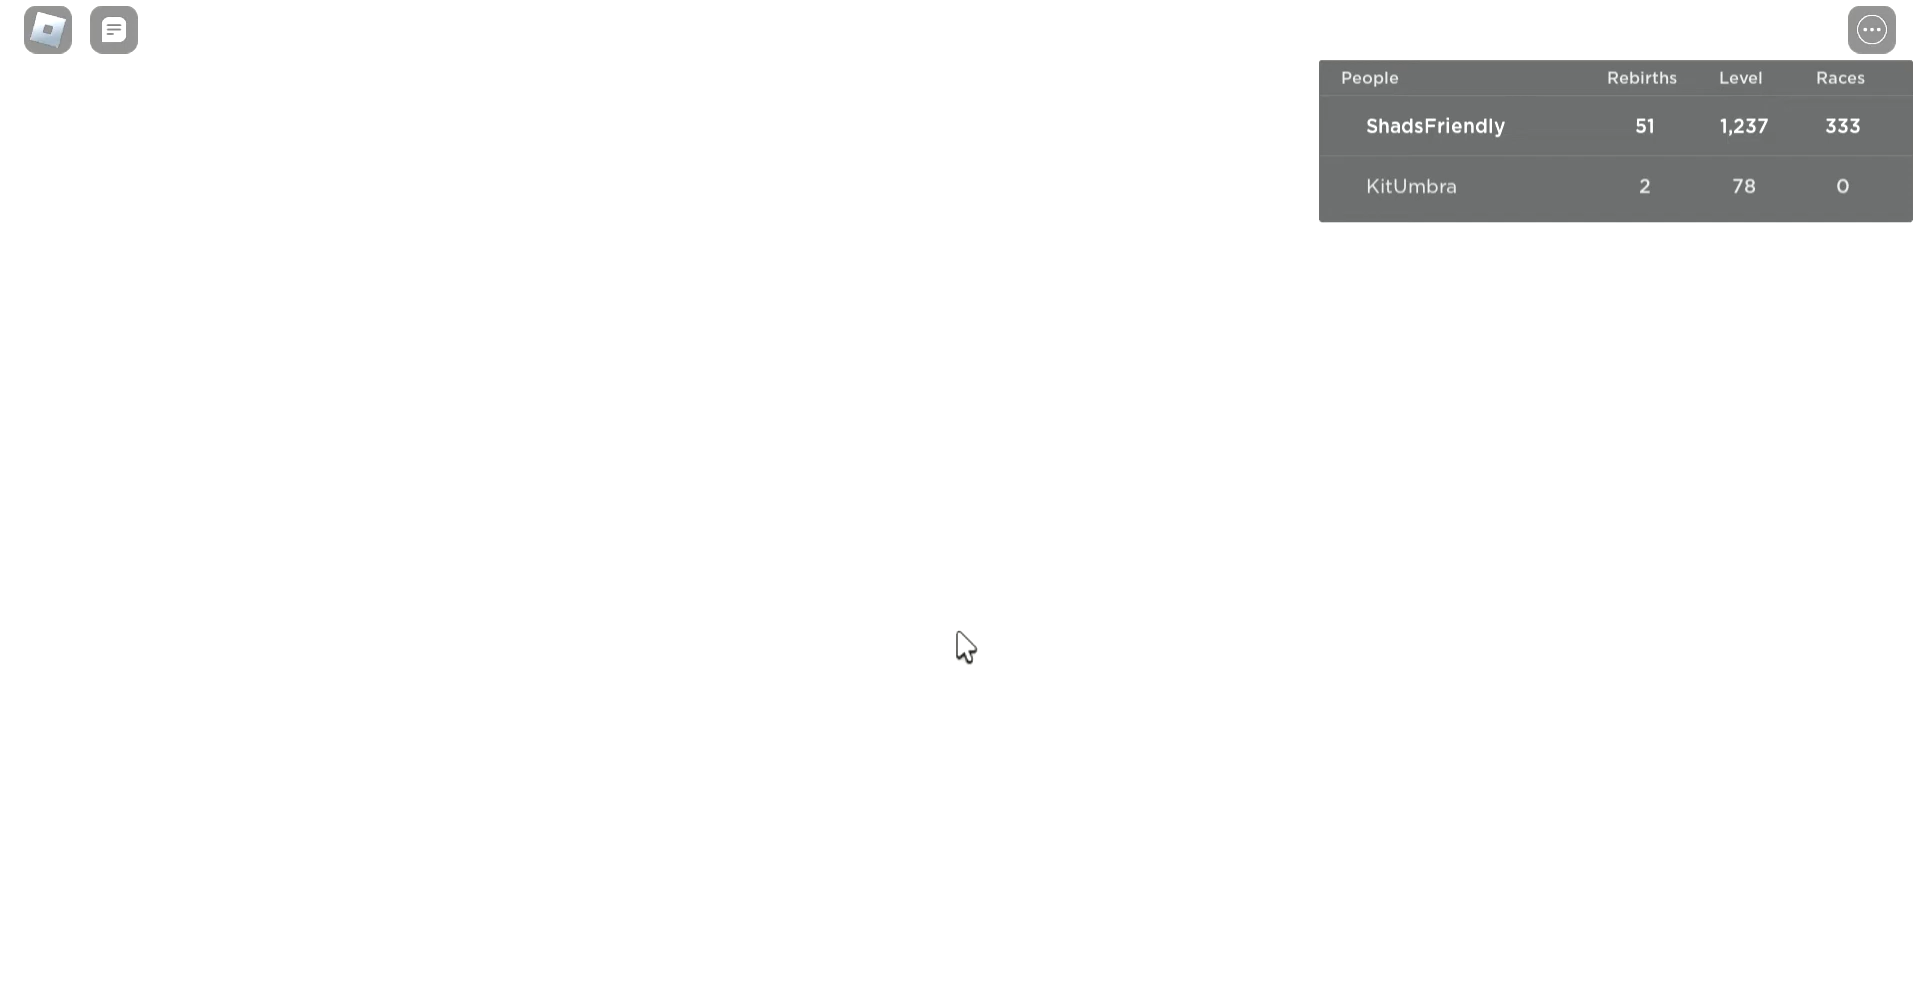 People Rebirths Level Races
ShadsFriendly 51 1,237 333
KitUmbra 2 78 0